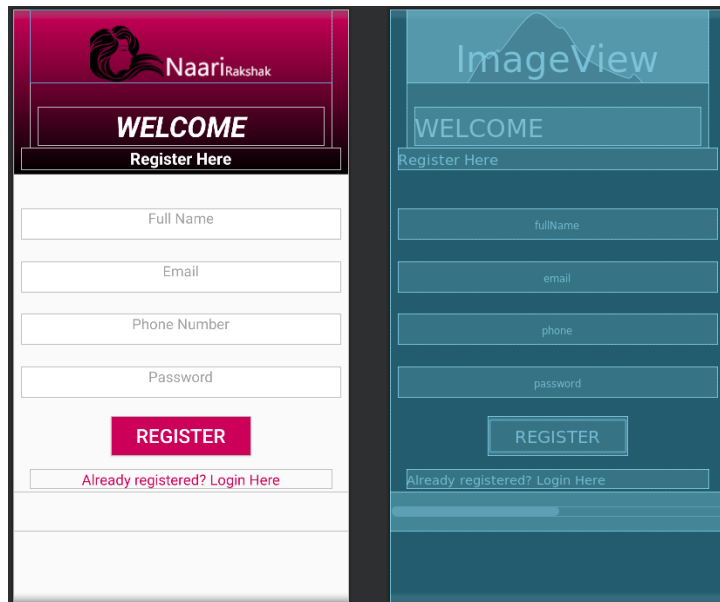 NaariRakshak
WELCOME
Register Here
Full Name
Email
Phone Number
Password
REGISTER
Already registered? Login Here
ImageView
WELCOME
Register Here
fullName
email
phone
password
REGISTER
Already registered? Login Here